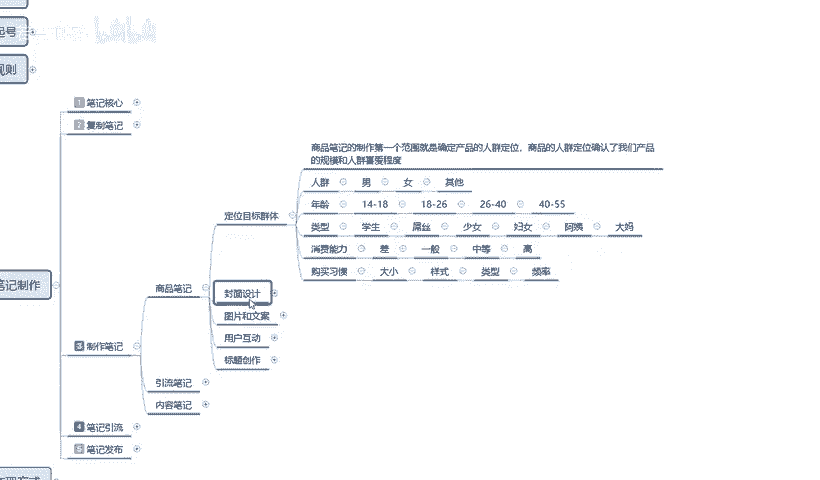 起号
规则
1 笔记核心
2 复制笔记
商品笔记的制作第一个范围就是确定产品的人群定位，商品的人群定位确认了我们产品
的规模和人群喜爱程度
人群 男 女 其他
年龄 14-18 18-26 26-40 40-55
定位目标群体
类型 学生 屌丝 少女 妇女 阿姨 大妈
消费能力 差 一般 中等 高
购买习惯 大小 样式 类型 频率
笔记制作
商品笔记
封面设计
图片和文案
用户互动
3 制作笔记
标题创作
引流笔记
内容笔记
4 笔记引流
5 笔记发布